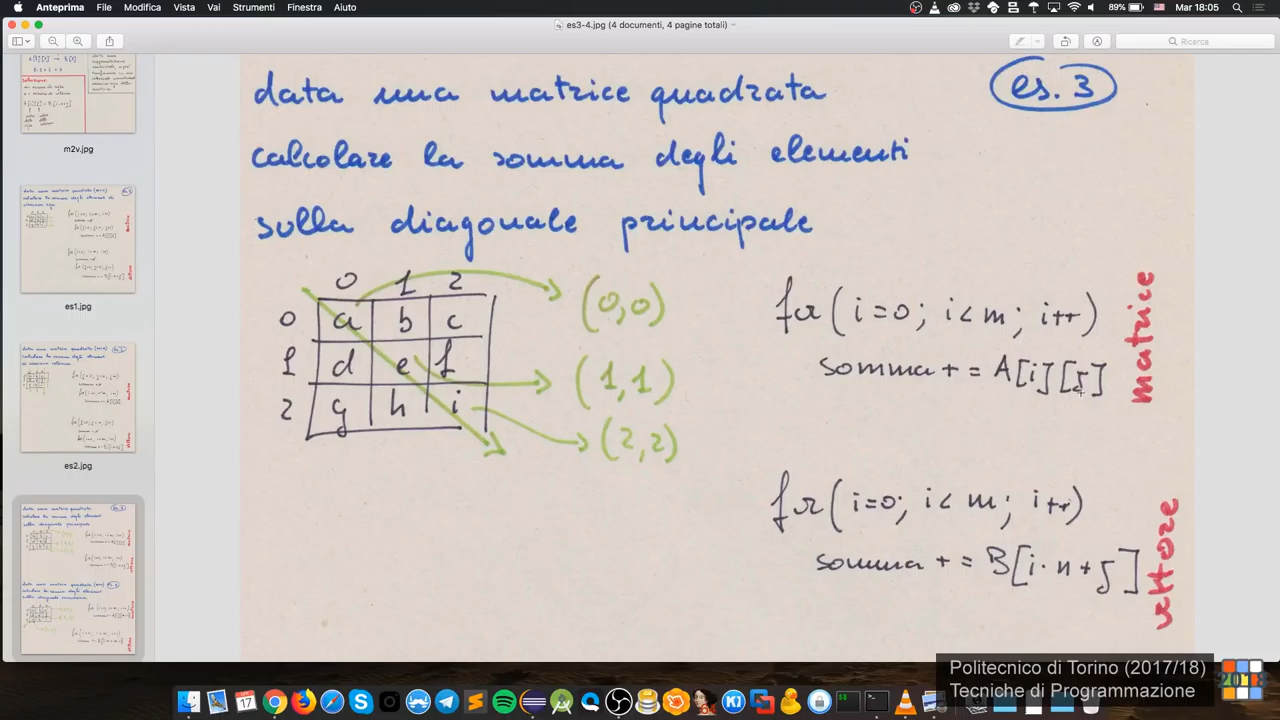 Anteprima File Modifica Vista Vai Strumenti Finestra Aiuto 89% Mar 18:05
es3-4.jpg (4 documenti, 4 pagine totali)
Ricerca
m2v.jpg
es1.jpg
es2.jpg
data una matrice quadrata
es. 3
calcolare la somma degli elementi
sulla diagonale principale
0 1 2
0 a b c
1 d e f
2 g h i
(0,0)
(1,1)
(2,2)
for(i=0; i<m; i++)
somma += A[i][j]
matrice
for(i=0; i<m; i++)
somma += B[i·n+j]
vettore
Politecnico di Torino (2017/18)
Tecniche di Programmazione
2018